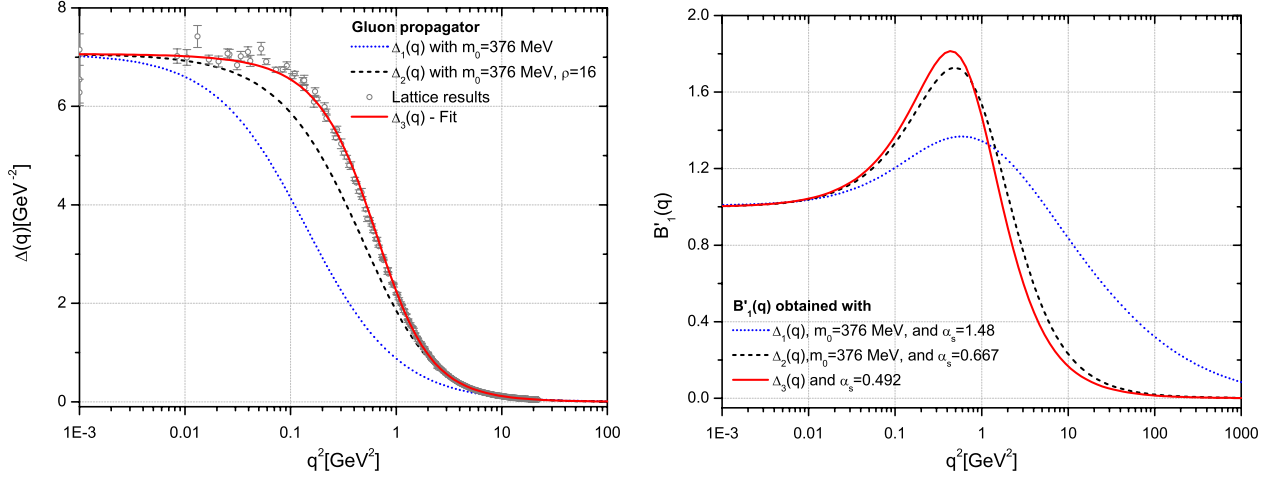 Gluon propagator
Δ₁(q) with m₀=376 MeV
Δ₂(q) with m₀=376 MeV, ρ=16
Lattice results
Δ₃(q) - Fit
8
6
4
2
0
Δ(q)[GeV⁻²]
1E-3 0.01 0.1 1 10 100
q²[GeV²]
2.0
1.6
1.2
0.8
0.4
0.0
B'₁(q)
B'₁(q) obtained with
Δ₁(q), m₀=376 MeV, and αₛ=1.48
Δ₂(q),m₀=376 MeV, and αₛ=0.667
Δ₃(q) and αₛ=0.492
1E-3 0.01 0.1 1 10 100 1000
q²[GeV²]